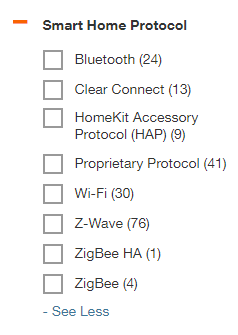 Smart Home Protocol
Bluetooth (24)
Clear Connect (13)
HomeKit Accessory
Protocol (HAP) (9)
Proprietary Protocol (41)
Wi-Fi (30)
Z-Wave (76)
ZigBee HA (1)
ZigBee (4)
- See Less